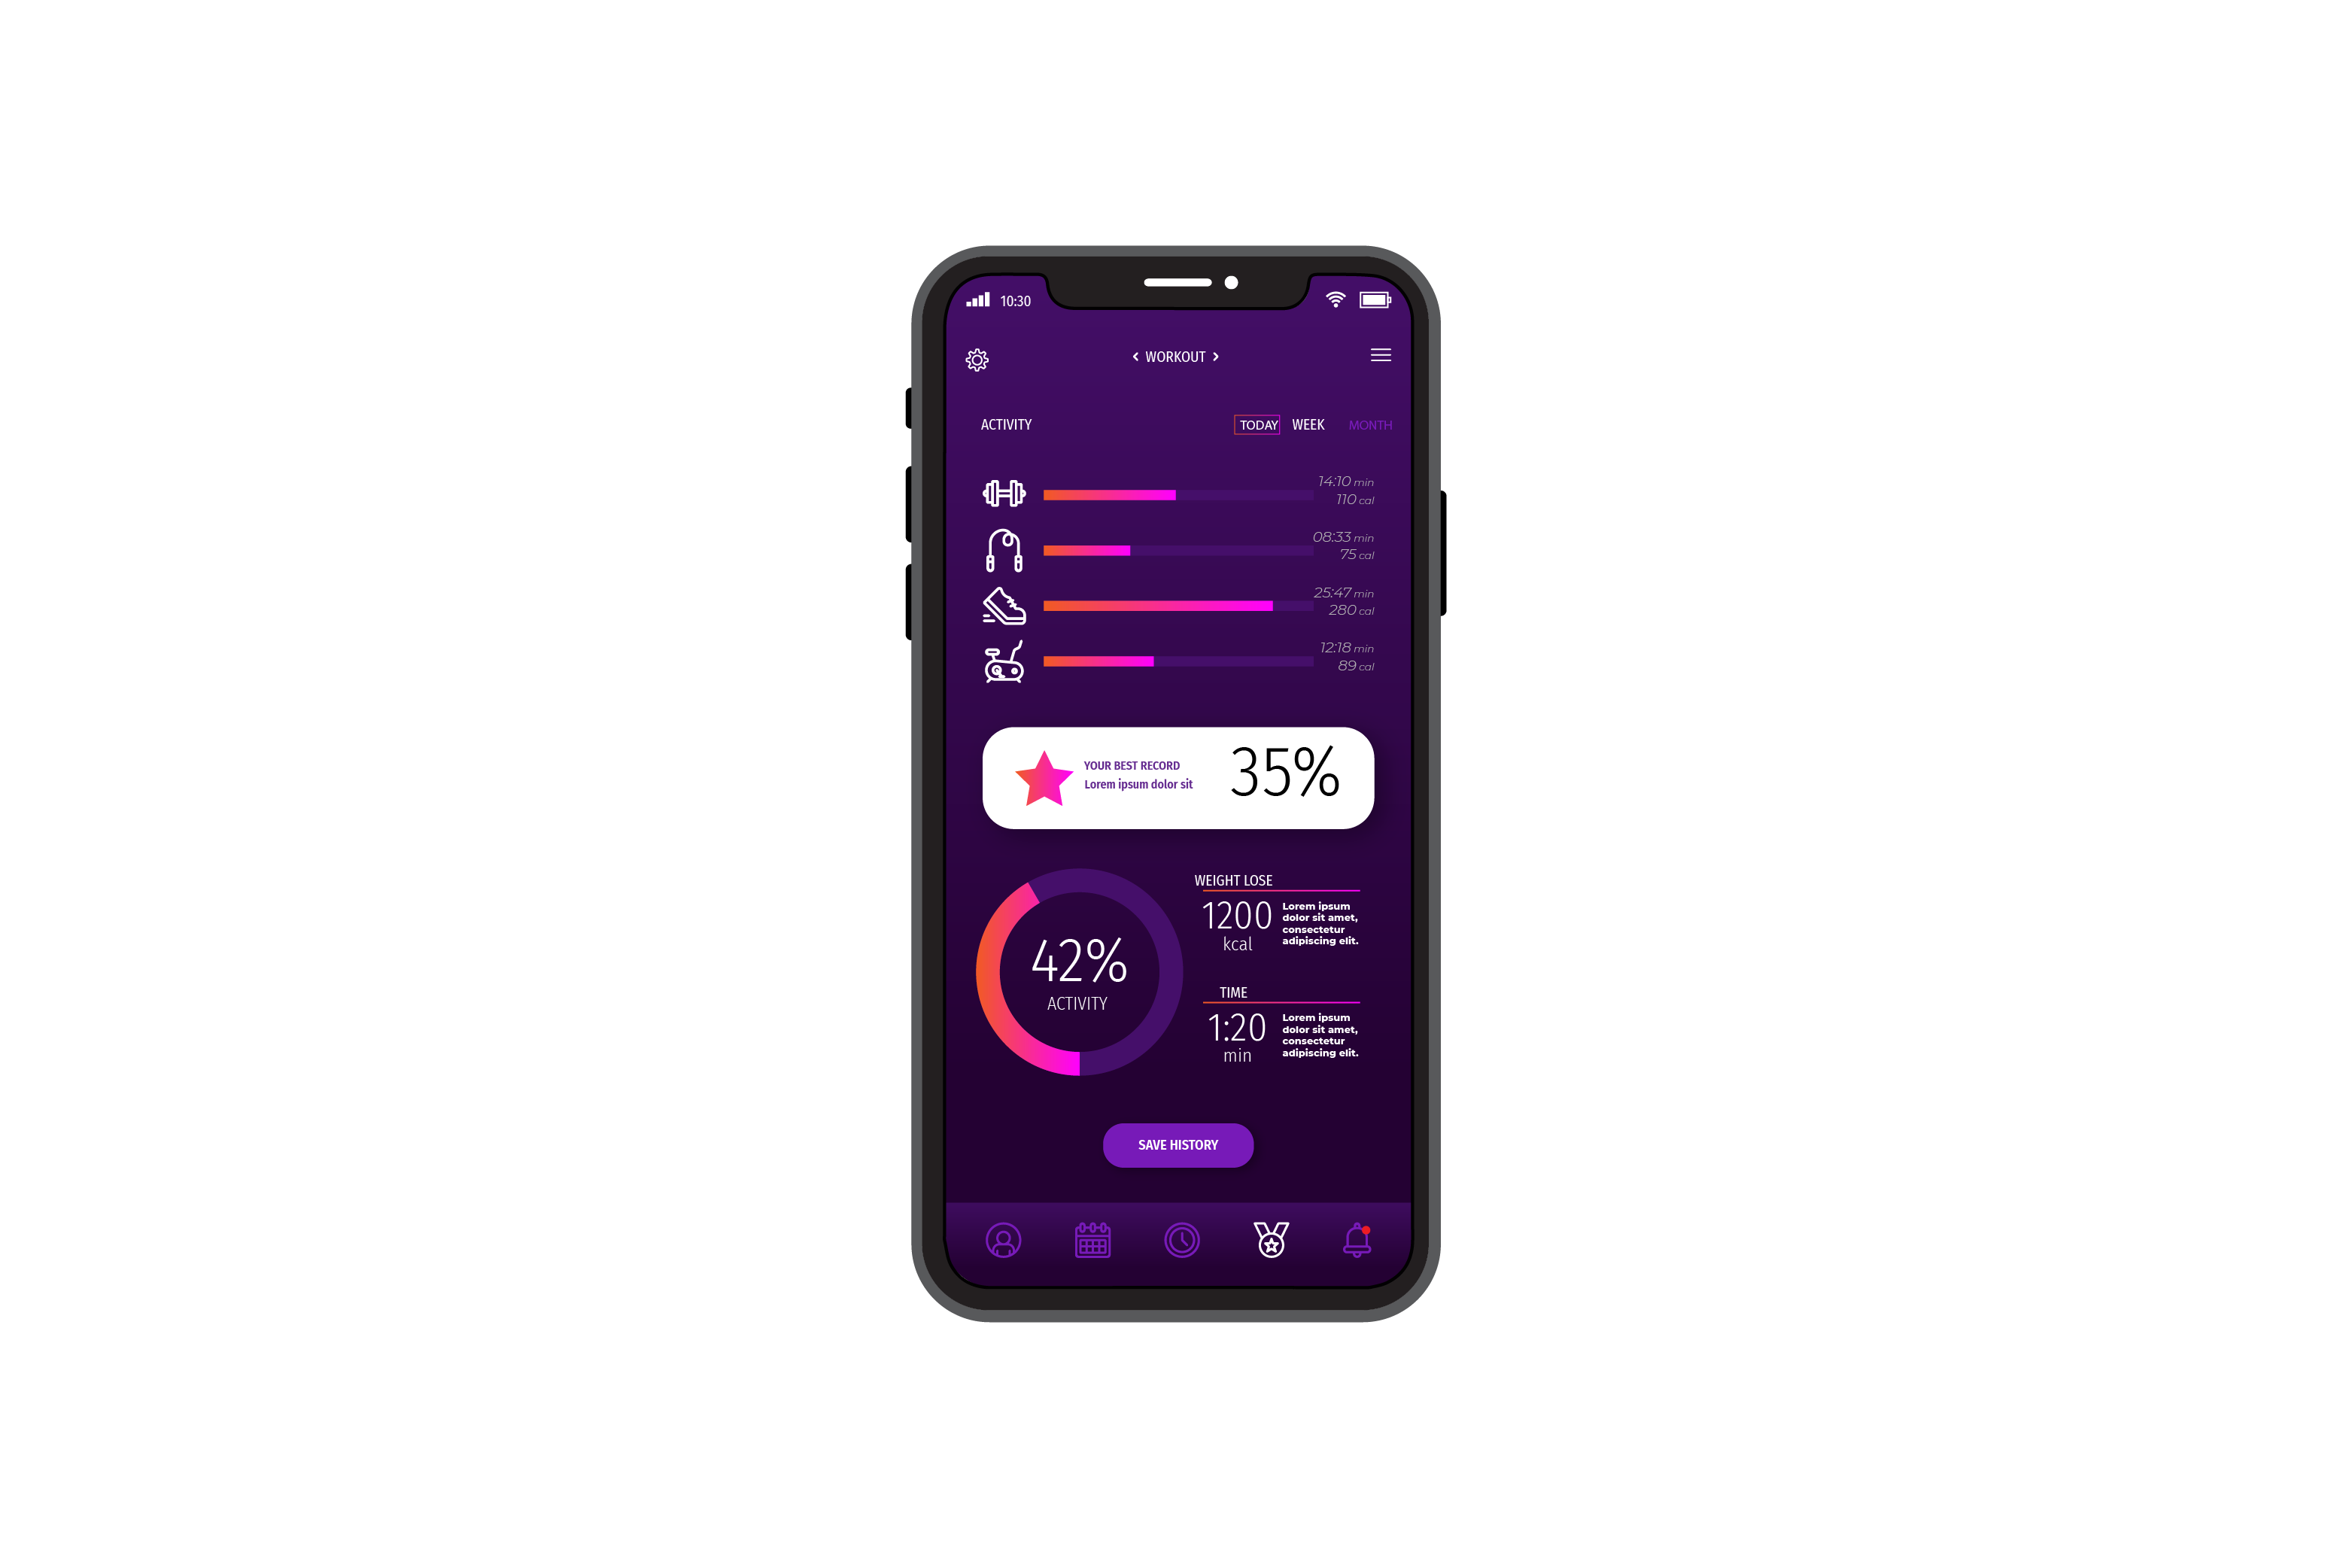 10:30
WORKOUT
ACTIVITY TODAY WEEK MONTH
14:10 min
110 cal
08:33 min
75 cal
25:47 min
280 cal
12:18 min
89 cal
YOUR BEST RECORD
Lorem ipsum dolor sit
35%
42%
ACTIVITY
WEIGHT LOSE
1200
kcal
Lorem ipsum
dolor sit amet,
consectetur
adipiscing elit.
TIME
1:20
min
Lorem ipsum
dolor sit amet,
consectetur
adipiscing elit.
SAVE HISTORY